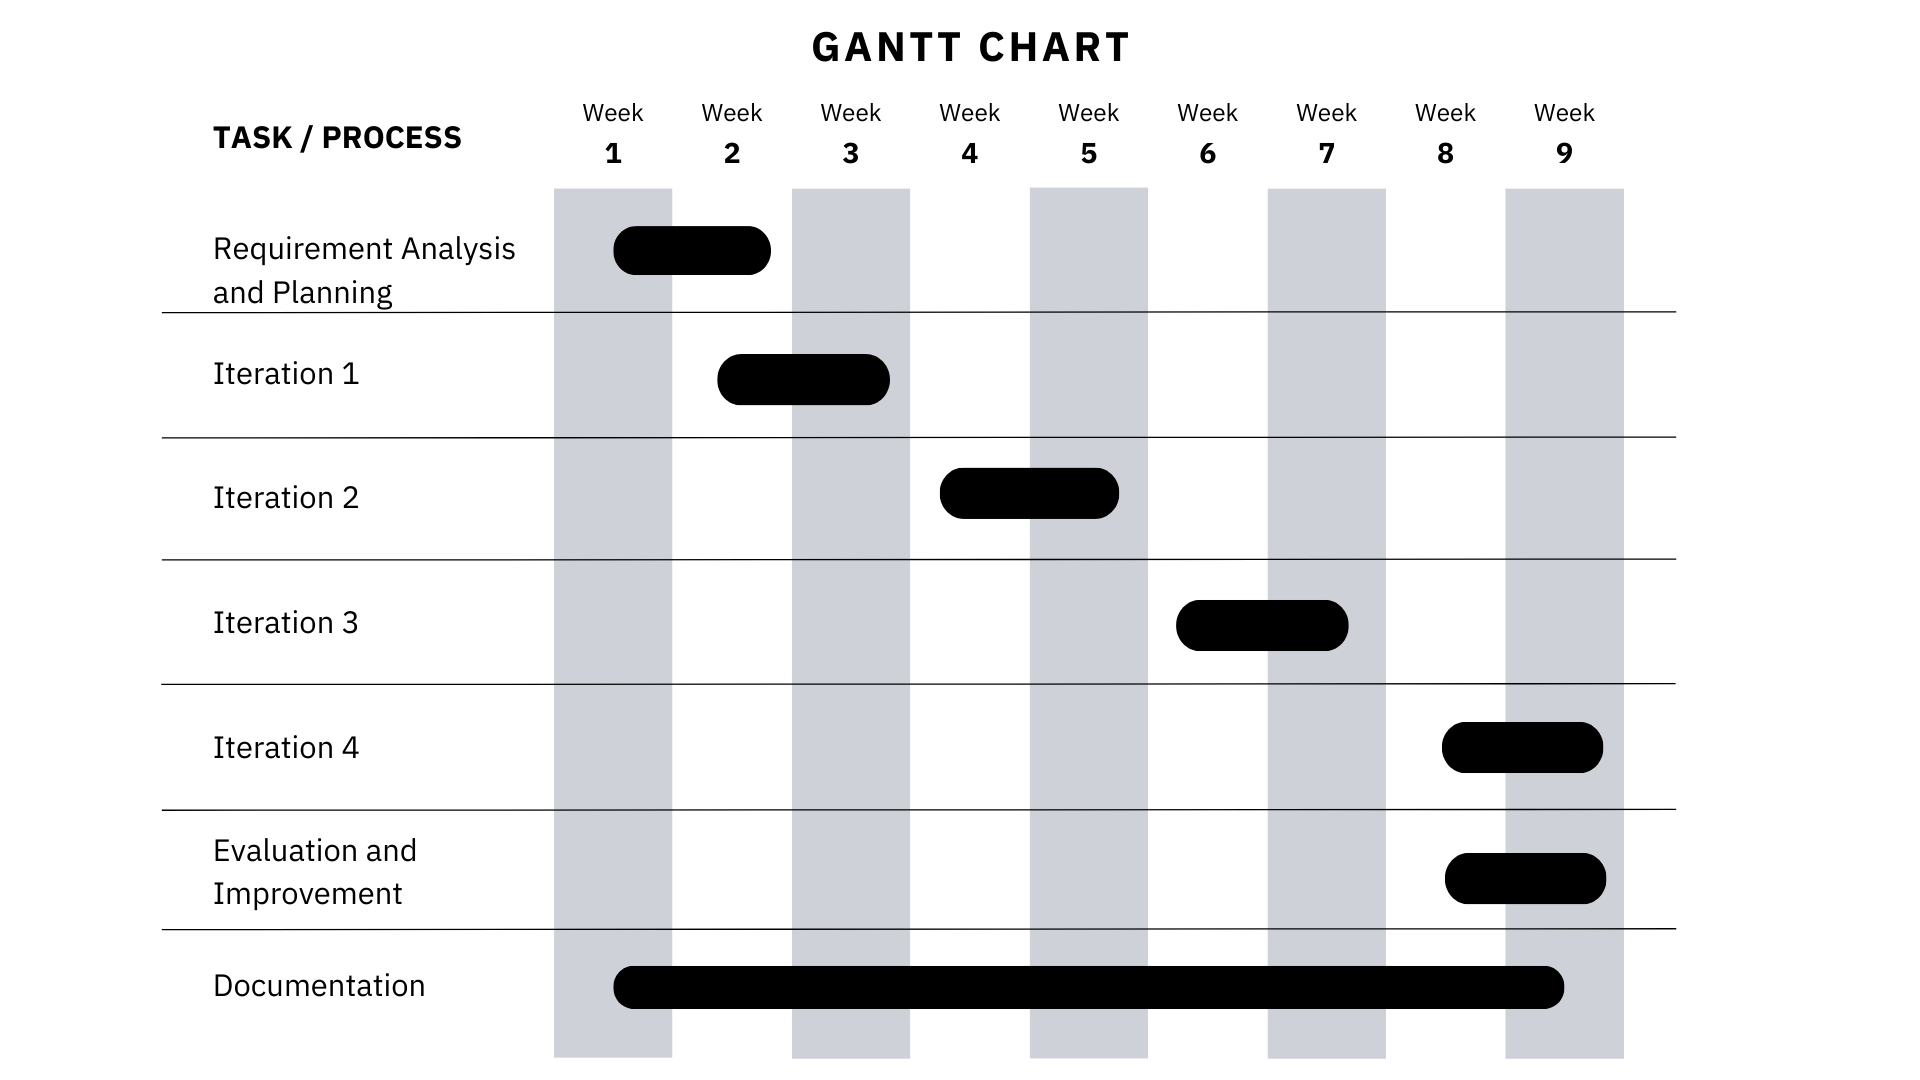 GANTT CHART
TASK / PROCESS
Week Week Week Week Week Week Week Week Week
1 2 3 4 5 6 7 8 9
Requirement Analysis
and Planning
Iteration 1
Iteration 2
Iteration 3
Iteration 4
Evaluation and
Improvement
Documentation